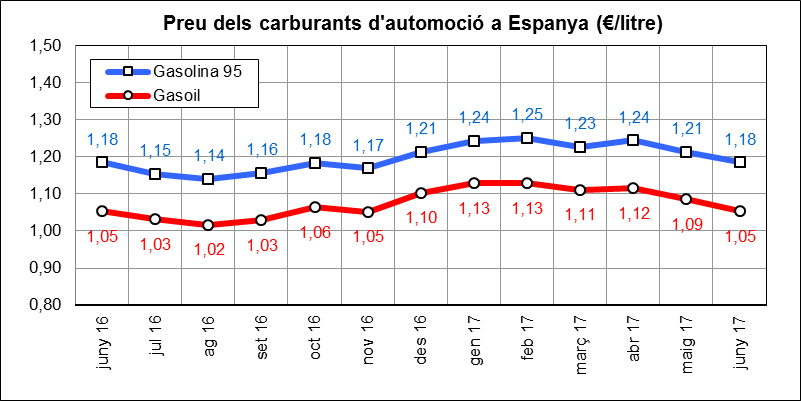 Preu dels carburants d'automoció a Espanya (€/litre)
1,50
1,40
1,30
1,20
1,10
1,00
0,90
0,80
Gasolina 95
Gasoil
1,18 1,15 1,14 1,16 1,18 1,17 1,21 1,24 1,25 1,23 1,24 1,21 1,18
1,05 1,03 1,02 1,03 1,06 1,05 1,10 1,13 1,13 1,11 1,12 1,09 1,05
juny 16 jul 16 ag 16 set 16 oct 16 nov 16 des 16 gen 17 feb 17 març 17 abr 17 maig 17 juny 17